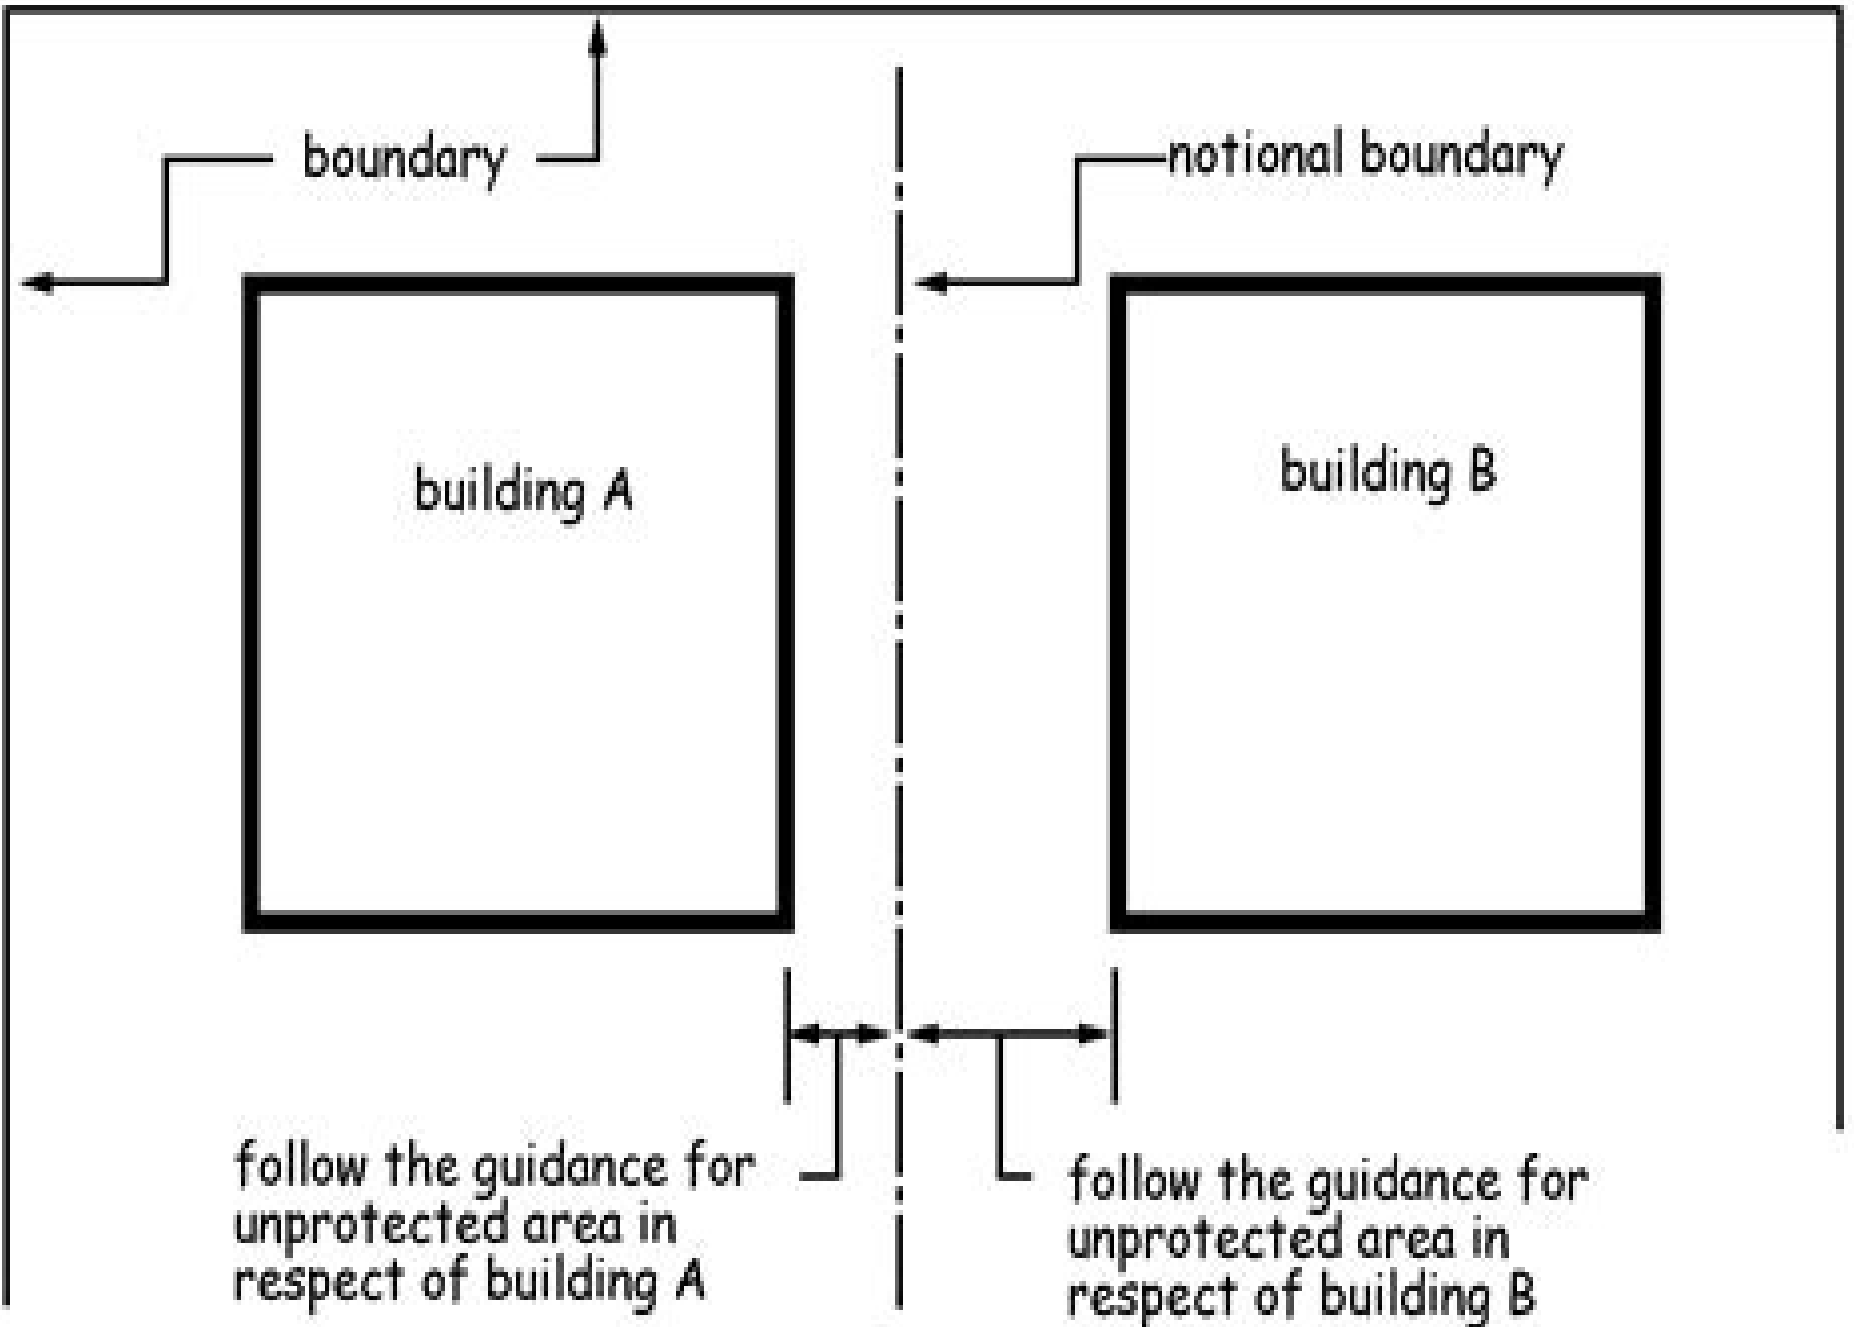 boundary
notional boundary
building A
building B
follow the guidance for
unprotected area in
respect of building A
follow the guidance for
unprotected area in
respect of building B